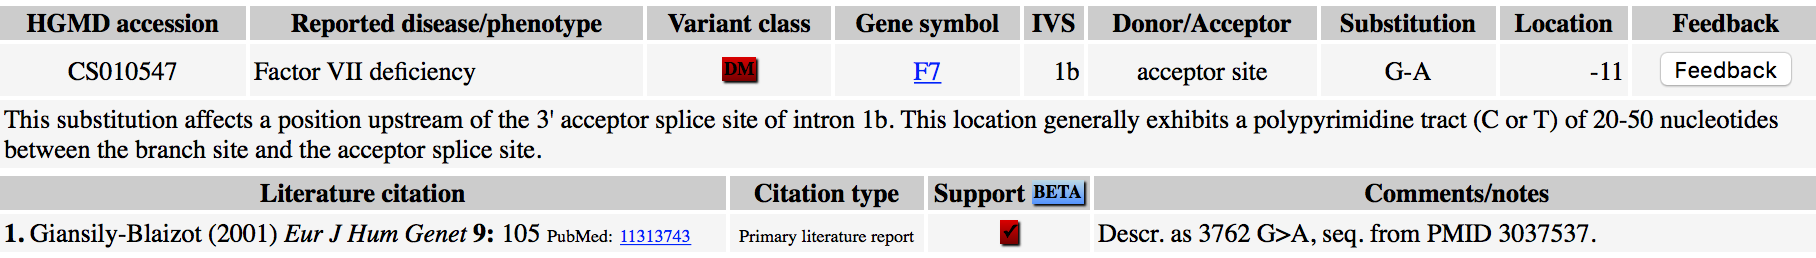 HGMD accession Reported disease/phenotype Variant class Gene symbol IVS Donor/Acceptor Substitution Location Feedback
CS010547 Factor VII deficiency DM F7 1b acceptor site G-A -11 Feedback
This substitution affects a position upstream of the 3' acceptor splice site of intron 1b. This location generally exhibits a polypyrimidine tract (C or T) of 20-50 nucleotides
between the branch site and the acceptor splice site.
Literature citation Citation type Support BETA Comments/notes
1. Giansily-Blaizot (2001) Eur J Hum Genet 9: 105 PubMed: 11313743 Primary literature report ✓ Descr. as 3762 G>A, seq. from PMID 3037537.